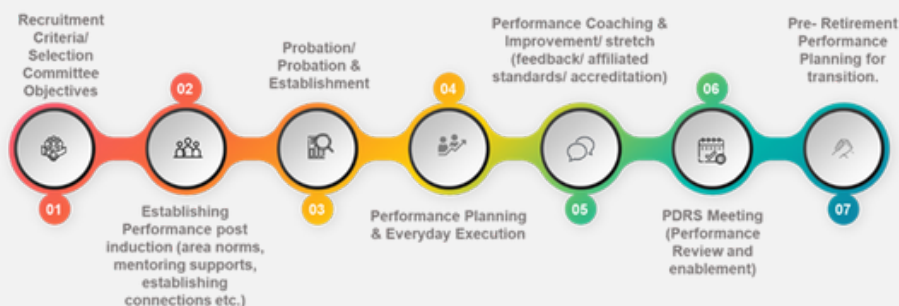 Recruitment
Criteria/
Selection
Committee
Objectives
01
02
Establishing
Performance post
induction (area norms,
mentoring supports,
establishing
connections etc.)
Probation/
Probation &
Establishment
03
04
Performance Planning
& Everyday Execution
Performance Coaching &
Improvement/ stretch
(feedback/ affiliated
standards/ accreditation)
05
06
PDRS Meeting
(Performance
Review and
enablement)
Pre- Retirement
Performance
Planning for
transition.
07